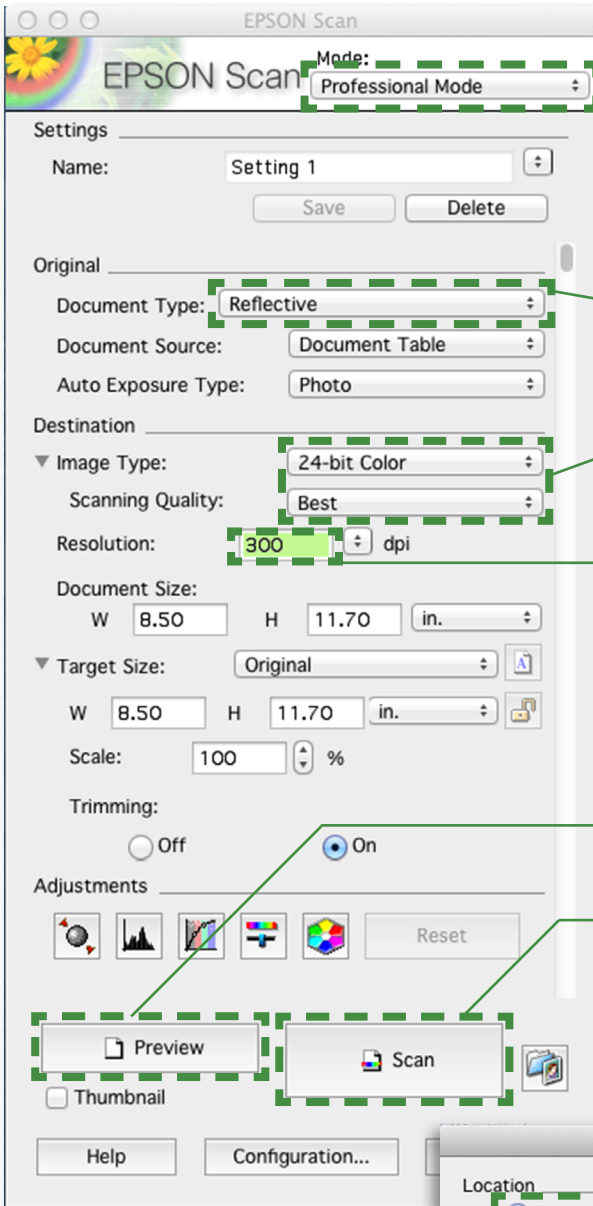 EPSON Scan
Mode:
EPSON Scan
Professional Mode
Settings
Name:
Setting 1
Save
Delete
Original
Document Type:
Reflective
Document Source:
Document Table
Auto Exposure Type:
Photo
Destination
Image Type:
24-bit Color
Scanning Quality:
Best
Resolution:
300
dpi
Document Size:
W
8.50
H
11.70
in.
Target Size:
Original
A
W
8.50
H
11.70
in.
Scale:
100
%
Trimming:
Off
On
Adjustments
Reset
Preview
Scan
Thumbnail
Help
Configuration...
Location